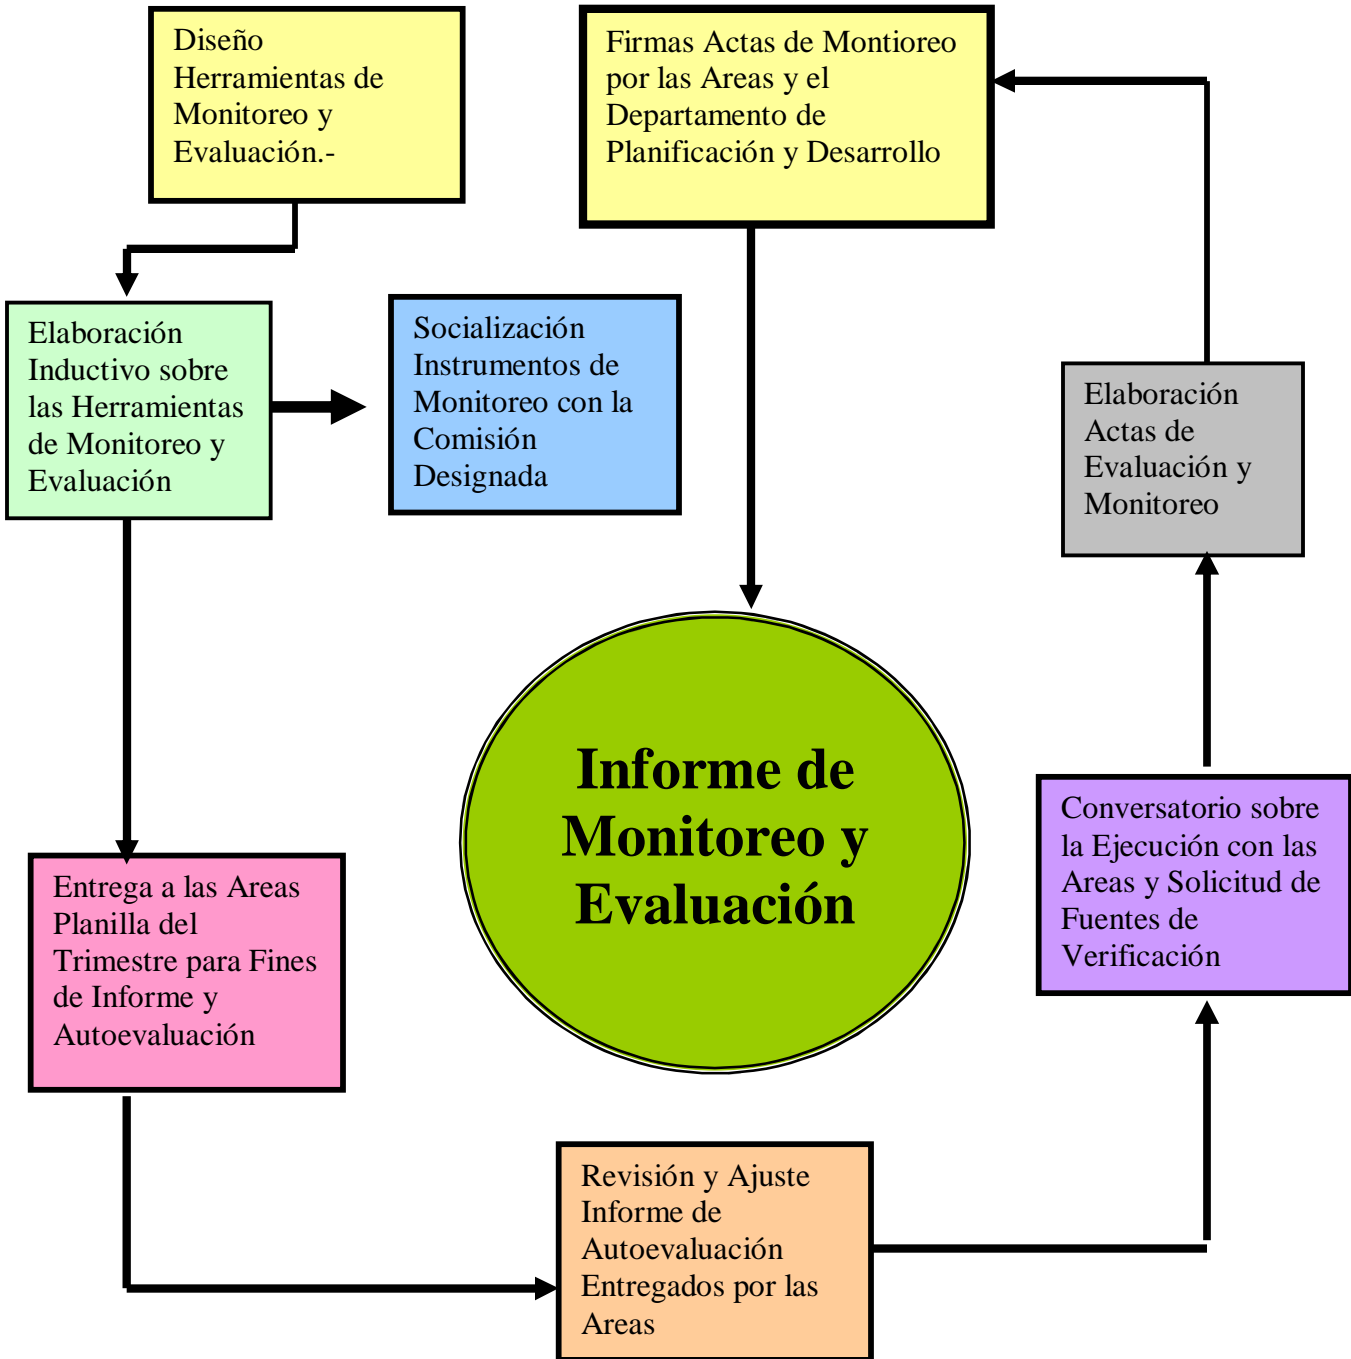 Diseño
Herramientas de
Monitoreo y
Evaluación.-
Firmas Actas de Montioreo
por las Areas y el
Departamento de
Planificación y Desarrollo
Elaboración
Inductivo sobre
las Herramientas
de Monitoreo y
Evaluación
Socialización
Instrumentos de
Monitoreo con la
Comisión
Designada
Elaboración
Actas de
Evaluación y
Monitoreo
Informe de
Monitoreo y
Evaluación
Conversatorio sobre
la Ejecución con las
Areas y Solicitud de
Fuentes de
Verificación
Entrega a las Areas
Planilla del
Trimestre para Fines
de Informe y
Autoevaluación
Revisión y Ajuste
Informe de
Autoevaluación
Entregados por las
Areas